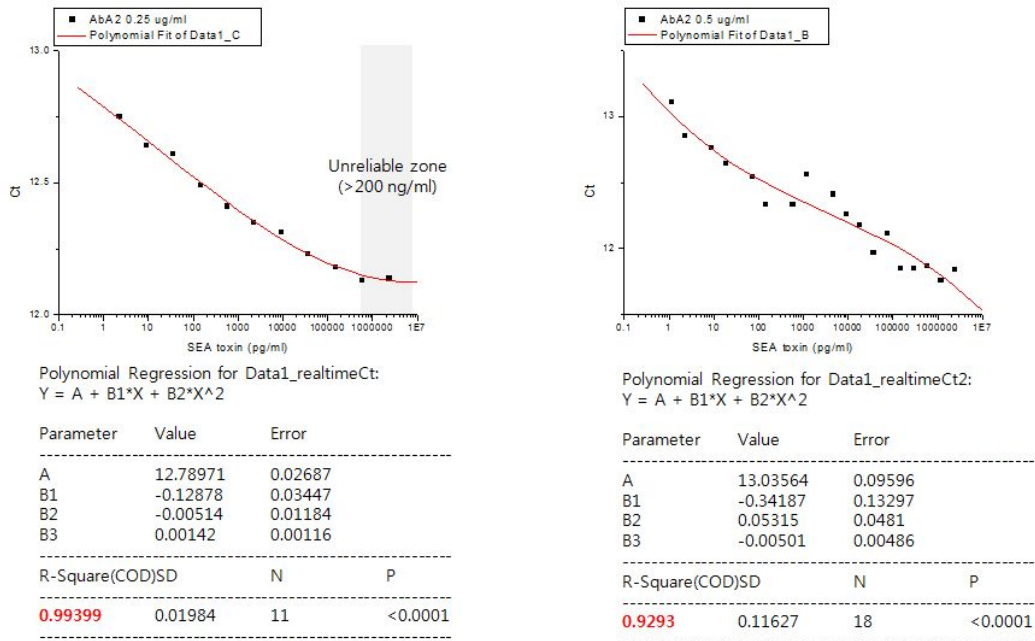 AbA2 0.25 ug/ml
Polynomial Fit of Data1_C
13.0
12.5
12.0
Ct
Unreliable zone
(>200 ng/ml)
0.1 1 10 100 1000 10000 100000 1000000 1E7
SEA toxin (pg/ml)
Polynomial Regression for Data1_realtimeCt:
Y = A + B1*X + B2*X^2
Parameter Value Error
A 12.78971 0.02687
B1 -0.12878 0.03447
B2 -0.00514 0.01184
B3 0.00142 0.00116
R-Square(COD)SD N P
0.99399 0.01984 11 <0.0001
AbA2 0.5 ug/ml
Polynomial Fit of Data1_B
13
12
Ct
0.1 1 10 100 1000 10000 100000 1000000 1E7
SEA toxin (pg/ml)
Polynomial Regression for Data1_realtimeCt2:
Y = A + B1*X + B2*X^2
Parameter Value Error
A 13.03564 0.09596
B1 -0.34187 0.13297
B2 0.05315 0.0481
B3 -0.00501 0.00486
R-Square(COD)SD N P
0.9293 0.11627 18 <0.0001